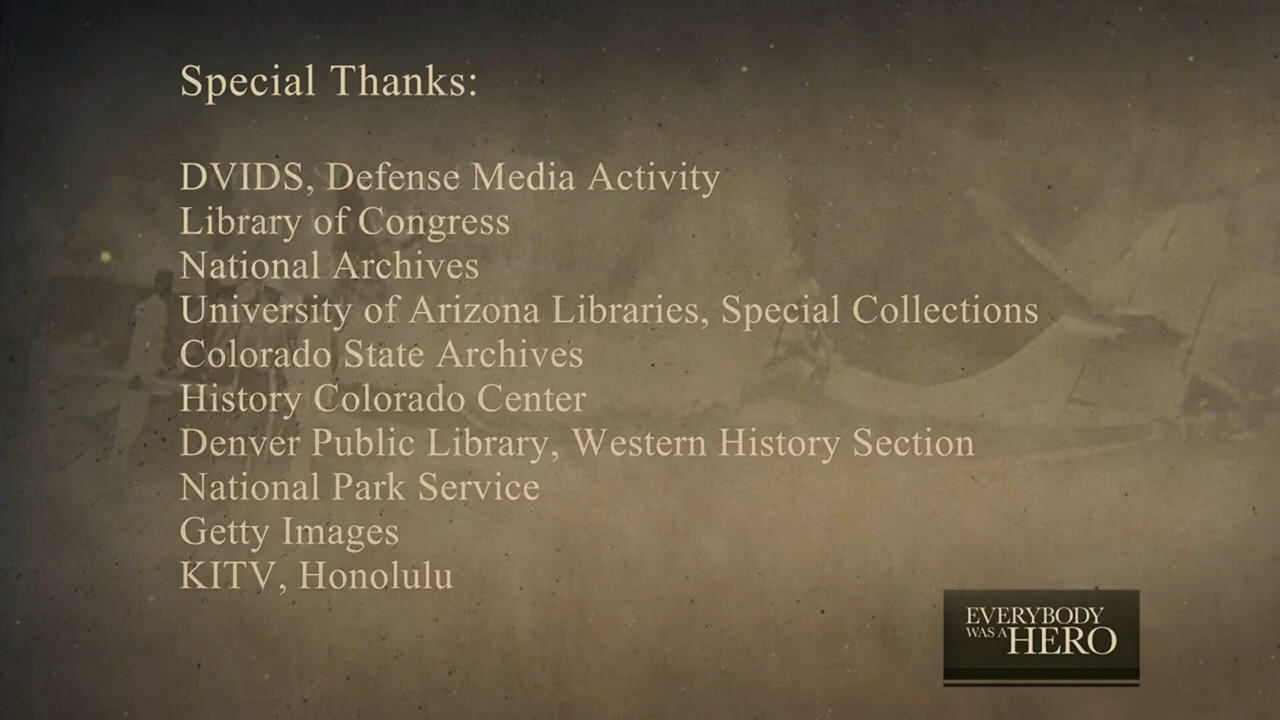 Special Thanks:
DVIDS, Defense Media Activity
Library of Congress
National Archives
University of Arizona Libraries, Special Collections
Colorado State Archives
History Colorado Center
Denver Public Library, Western History Section
National Park Service
Getty Images
KITV, Honolulu
EVERYBODY
WAS A HERO